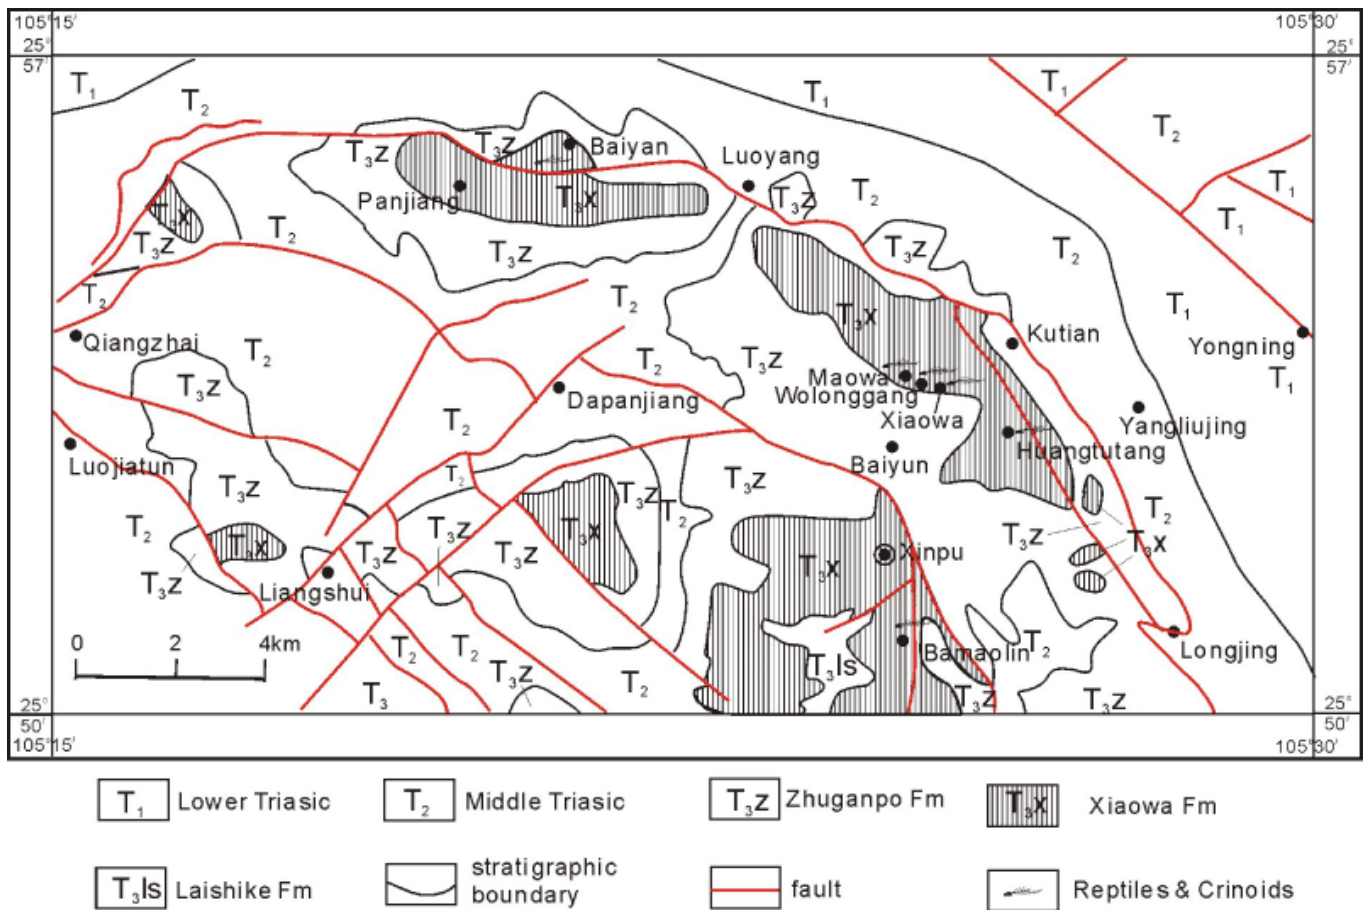 105°15′
105°30′
25°
25°
57′
57′
T₁
T₁
T₁
T₂
T₂
T₃z
T₃z
Baiyan
Luoyang
T₁
Panjiang
T₃x
T₃z
T₂
T₁
T₃x
T₃z
T₂
T₃z
T₃z
T₂
T₂
T₂
T₁
Qiangzhai
T₂
T₃x
Kutian
Yongning
T₃z
T₂
T₃z
Maowa
T₁
Dapanjiang
Wolonggang
Xiaowa
Yangliujing
T₂
Luojiatun
Baiyun
Huangtutang
T₂
T₃z
T₃z
T₃z
T₂
T₂
T₂
T₃x
T₃z
T₃x
T₃z
T₃z
T₃x
Xinpu
T₃z
T₃x
T₃z
Liangshui
0
2
4km
T₂
T₂
T₃ls
Bamaolin
T₂
Longjing
T₃
T₃z
T₂
T₃z
T₃z
25°
25°
50′
50′
105°15′
105°30′
T₁ Lower Triasic
T₂ Middle Triasic
T₃z Zhuganpo Fm
T₃x Xiaowa Fm
T₃ls Laishike Fm
stratigraphic
boundary
fault
Reptiles & Crinoids